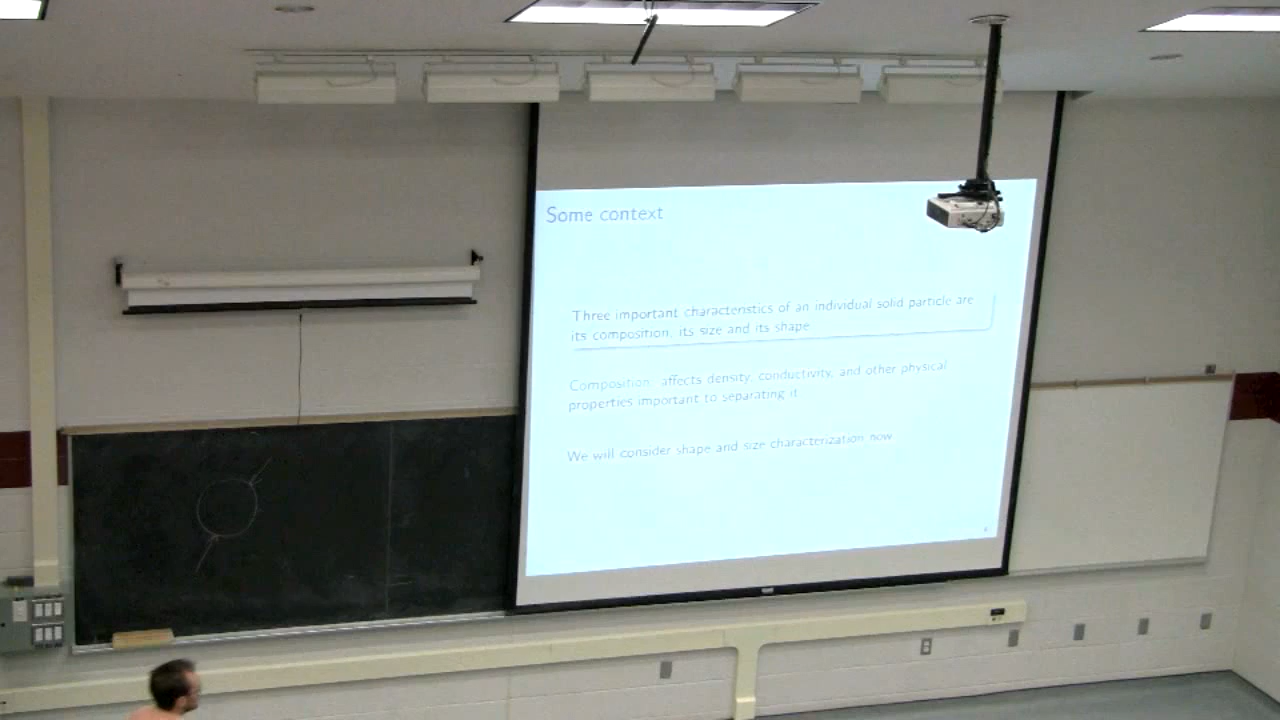 Some context
Three important characteristics of an individual solid particle are
its composition, its size and its shape
Composition: affects density, conductivity, and other physical
properties important to separating it
We will consider shape and size characterization now